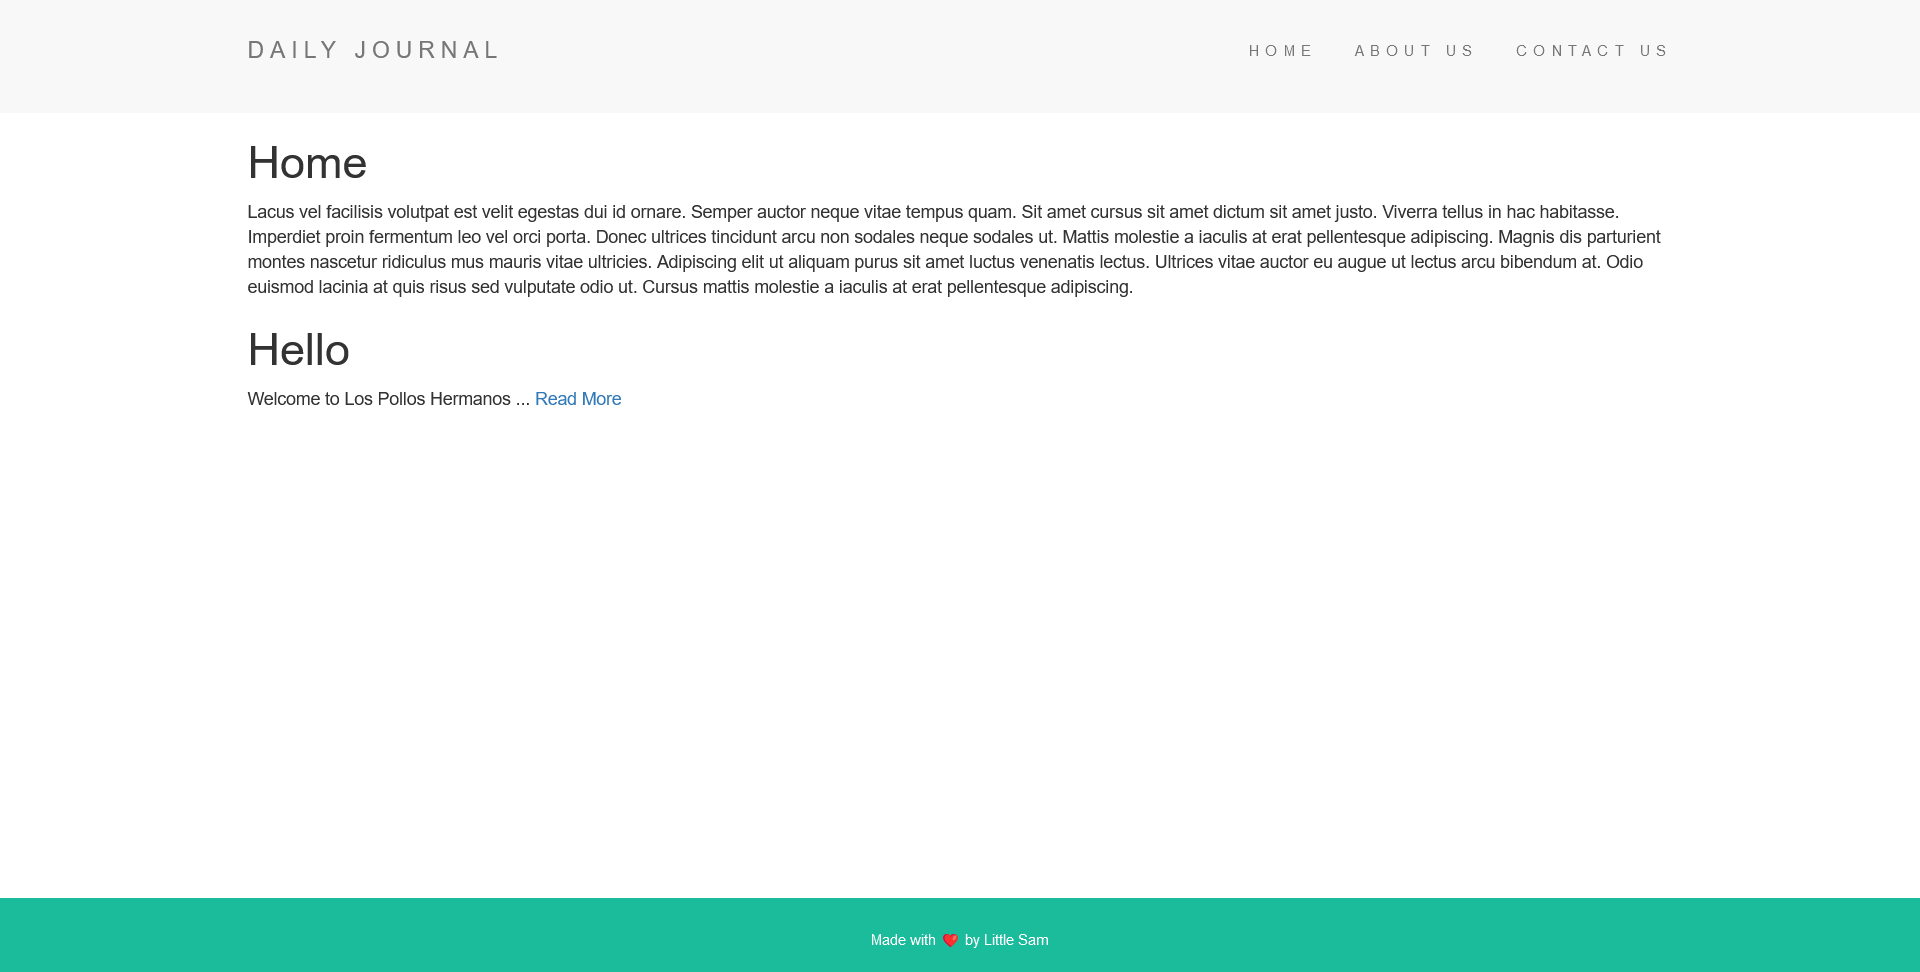 DAILY JOURNAL
HOME ABOUT US CONTACT US
Home
Lacus vel facilisis volutpat est velit egestas dui id ornare. Semper auctor neque vitae tempus quam. Sit amet cursus sit amet dictum sit amet justo. Viverra tellus in hac habitasse.
Imperdiet proin fermentum leo vel orci porta. Donec ultrices tincidunt arcu non sodales neque sodales ut. Mattis molestie a iaculis at erat pellentesque adipiscing. Magnis dis parturient
montes nascetur ridiculus mus mauris vitae ultricies. Adipiscing elit ut aliquam purus sit amet luctus venenatis lectus. Ultrices vitae auctor eu augue ut lectus arcu bibendum at. Odio
euismod lacinia at quis risus sed vulputate odio ut. Cursus mattis molestie a iaculis at erat pellentesque adipiscing.
Hello
Welcome to Los Pollos Hermanos ... Read More
Made with ❤️ by Little Sam